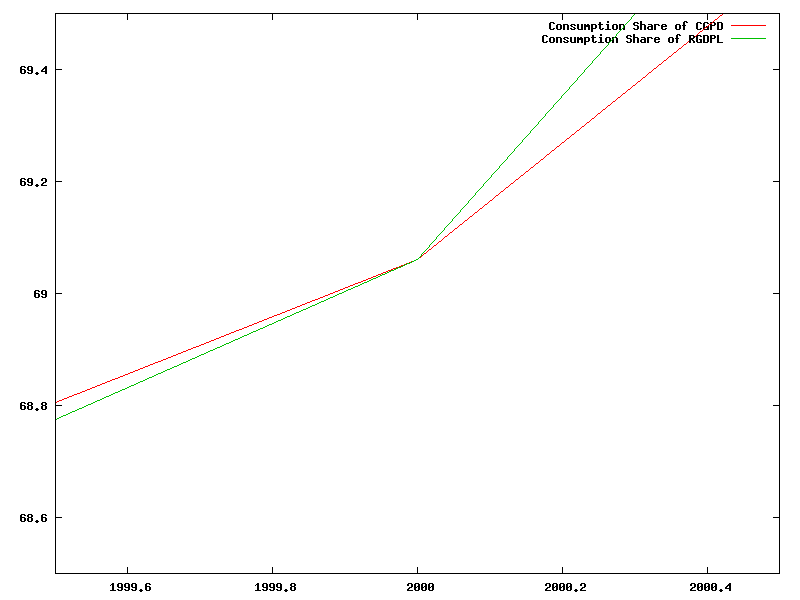 Consumption Share of CGPD
Consumption Share of RGDPL
69.4
69.2
69
68.8
68.6
1999.6 1999.8 2000 2000.2 2000.4